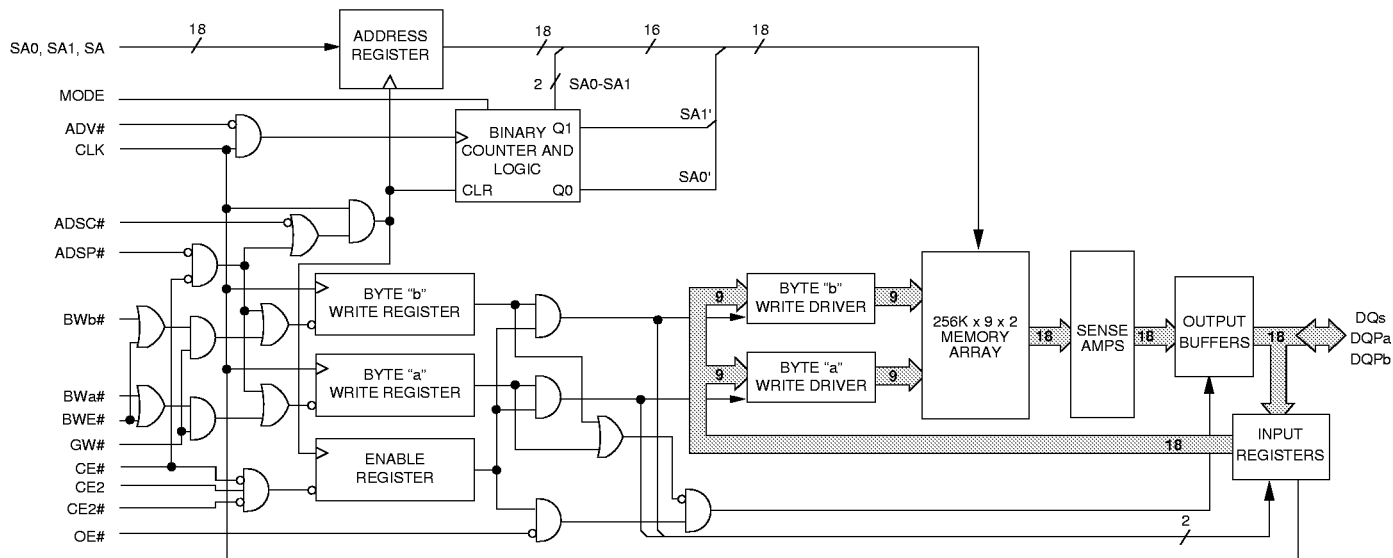 18
18
16
18
SA0, SA1, SA
ADDRESS
REGISTER
2
SA0-SA1
MODE
ADV#
CLK
BINARY
COUNTER AND
LOGIC
Q1
Q0
CLR
SA1'
SA0'
ADSC#
ADSP#
BYTE “b”
WRITE REGISTER
BYTE “a”
WRITE REGISTER
ENABLE
REGISTER
BWb#
BWa#
BWE#
GW#
CE#
CE2
CE2#
OE#
9
BYTE “b”
WRITE DRIVER
9
9
BYTE “a”
WRITE DRIVER
9
256K x 9 x 2
MEMORY
ARRAY
18
SENSE
AMPS
18
OUTPUT
BUFFERS
18
DQs
DQPa
DQPb
INPUT
REGISTERS
18
2